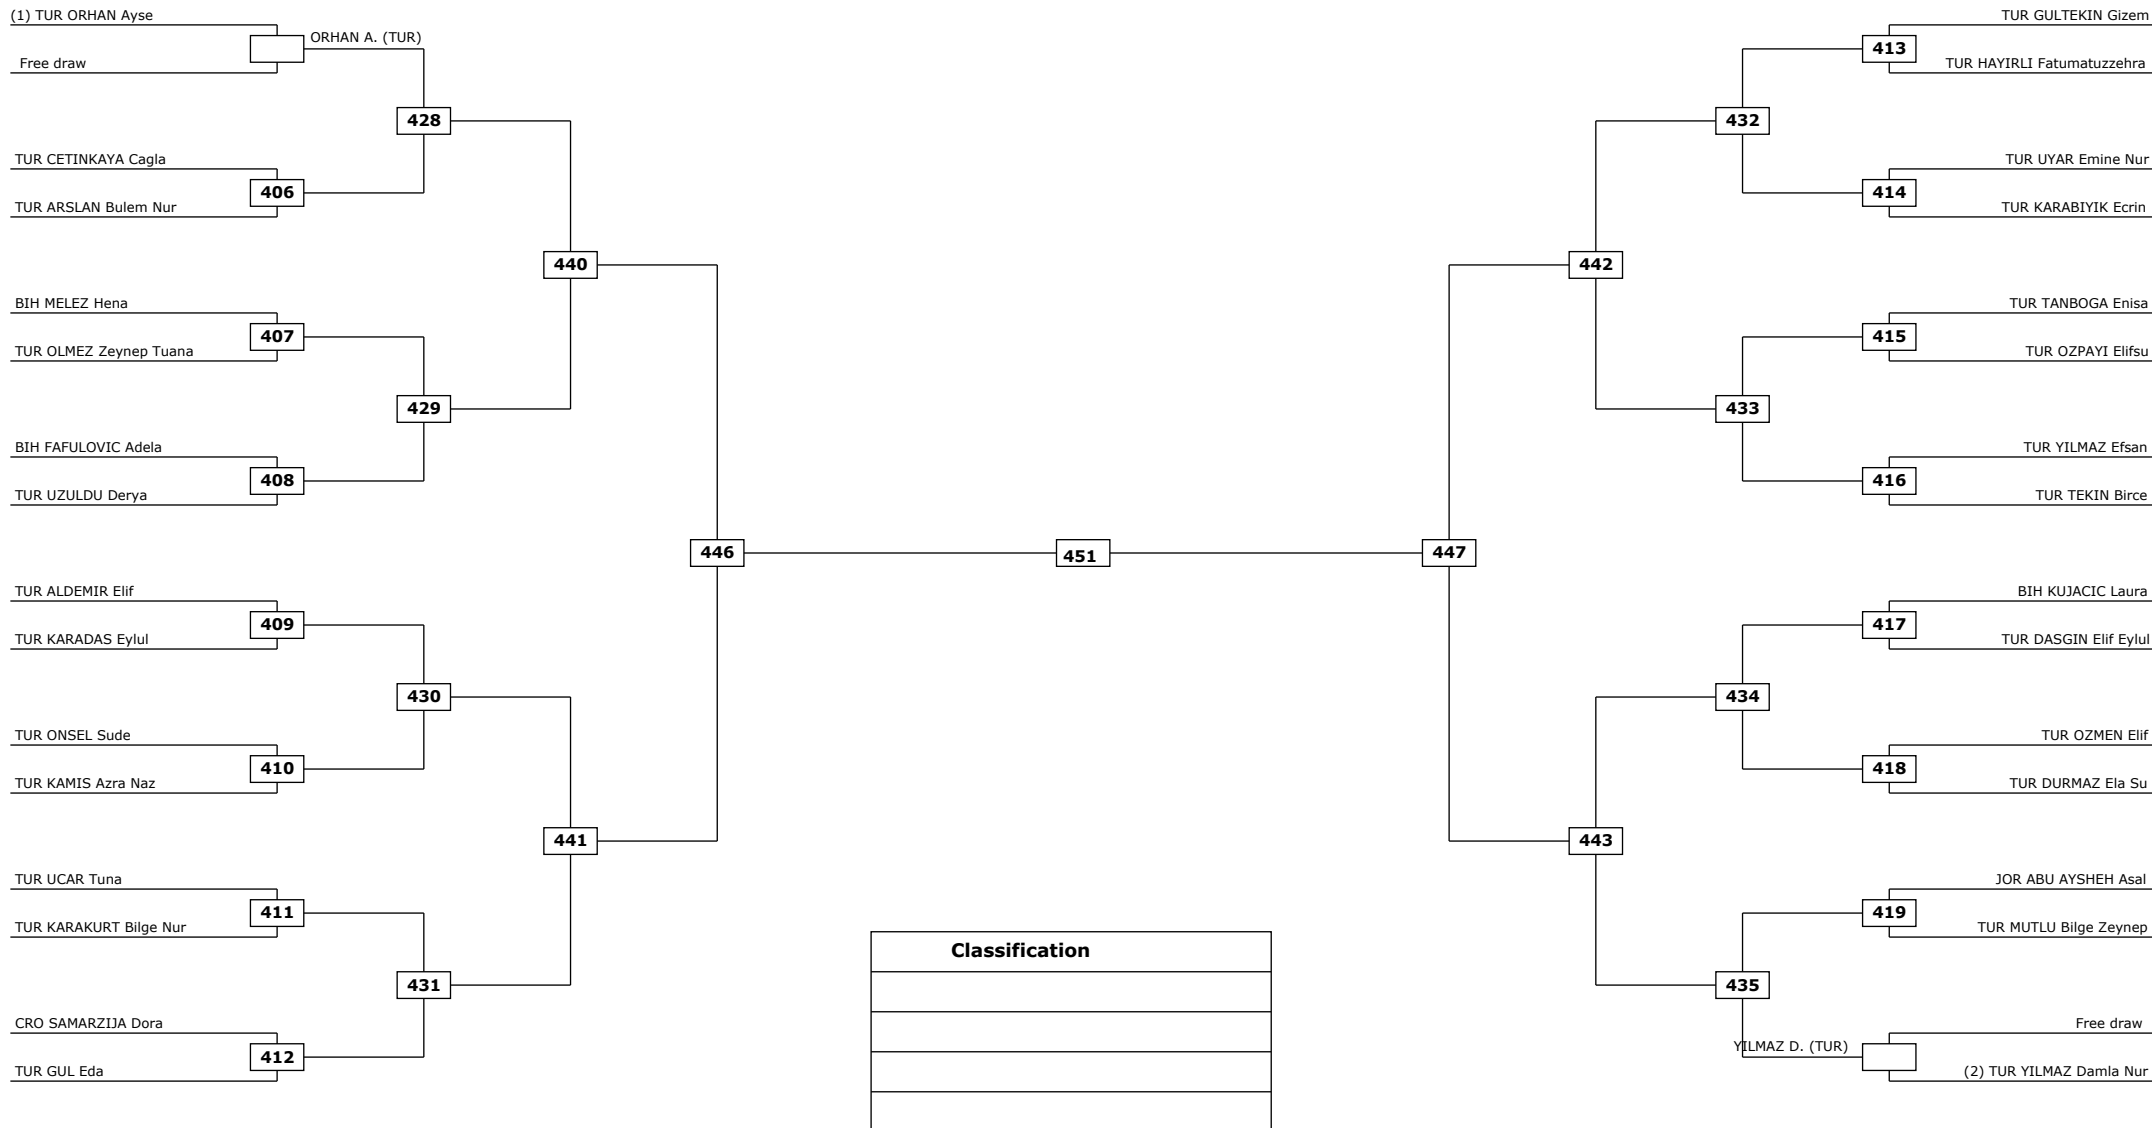 (1) TUR ORHAN Ayse
ORHAN A. (TUR)
Free draw
428
TUR CETINKAYA Cagla
406
TUR ARSLAN Bulem Nur
440
BIH MELEZ Hena
407
TUR OLMEZ Zeynep Tuana
429
BIH FAFULOVIC Adela
408
TUR UZULDU Derya
446
TUR ALDEMIR Elif
409
TUR KARADAS Eylul
430
TUR ONSEL Sude
410
TUR KAMIS Azra Naz
441
TUR UCAR Tuna
411
TUR KARAKURT Bilge Nur
431
CRO SAMARZIJA Dora
412
TUR GUL Eda
451
Classification
TUR GULTEKIN Gizem
413
TUR HAYIRLI Fatumatuzzehra
432
TUR UYAR Emine Nur
414
TUR KARABIYIK Ecrin
442
TUR TANBOGA Enisa
415
TUR OZPAYI Elifsu
433
TUR YILMAZ Efsan
416
TUR TEKIN Birce
447
BIH KUJACIC Laura
417
TUR DASGIN Elif Eylul
434
TUR OZMEN Elif
418
TUR DURMAZ Ela Su
443
JOR ABU AYSHEH Asal
419
TUR MUTLU Bilge Zeynep
435
Free draw
YILMAZ D. (TUR)
(2) TUR YILMAZ Damla Nur